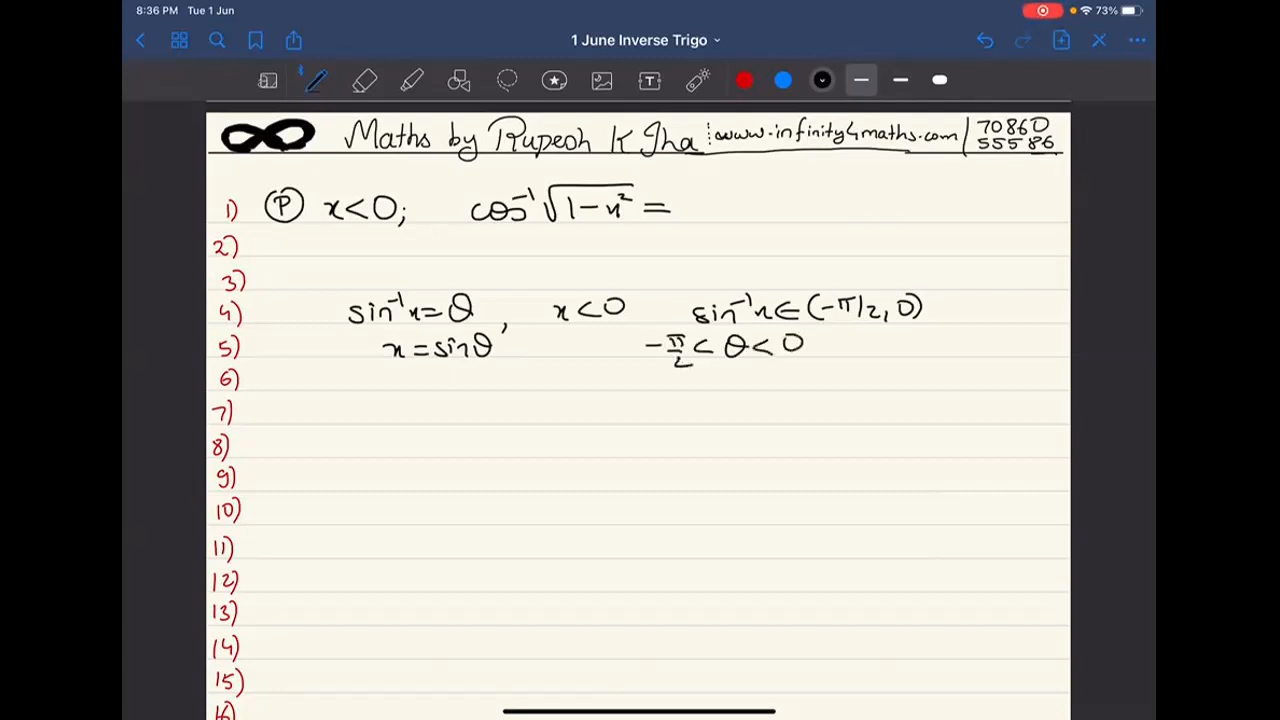 8:36 PM Tue 1 Jun 73%
1 June Inverse Trigo
T
∞ Maths by Rupesh K Jha www.infinity4maths.com 70860 55586
1) (P) x<0; cos⁻¹√(1-x²) =
2)
3)
4) sin⁻¹x=θ, x<0 sin⁻¹x∈(-π/2, 0)
5) x=sinθ -π/2 < θ < 0
6)
7)
8)
9)
10)
11)
12)
13)
14)
15)
16)